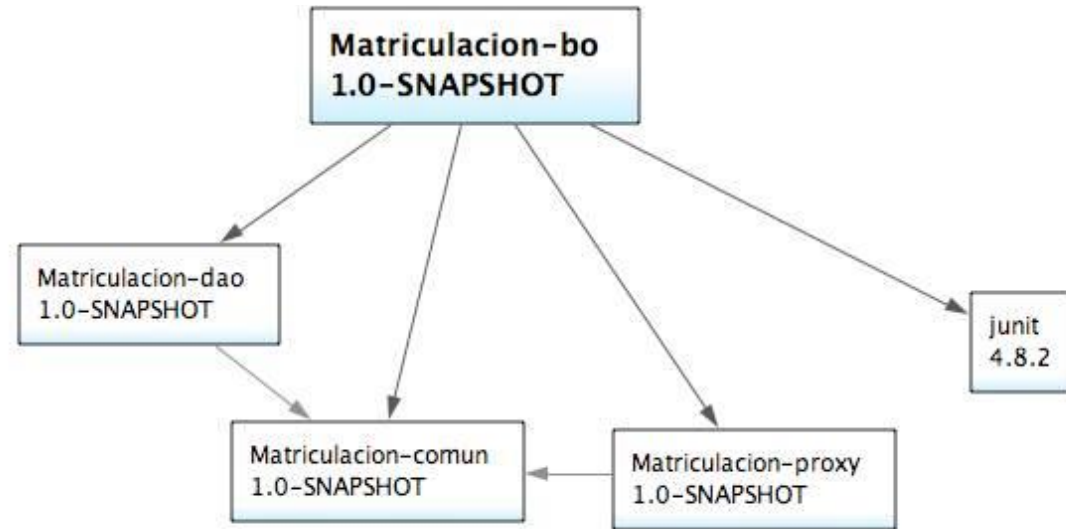 Matriculacion-bo
1.0-SNAPSHOT
Matriculacion-dao
1.0-SNAPSHOT
junit
4.8.2
Matriculacion-comun
1.0-SNAPSHOT
Matriculacion-proxy
1.0-SNAPSHOT